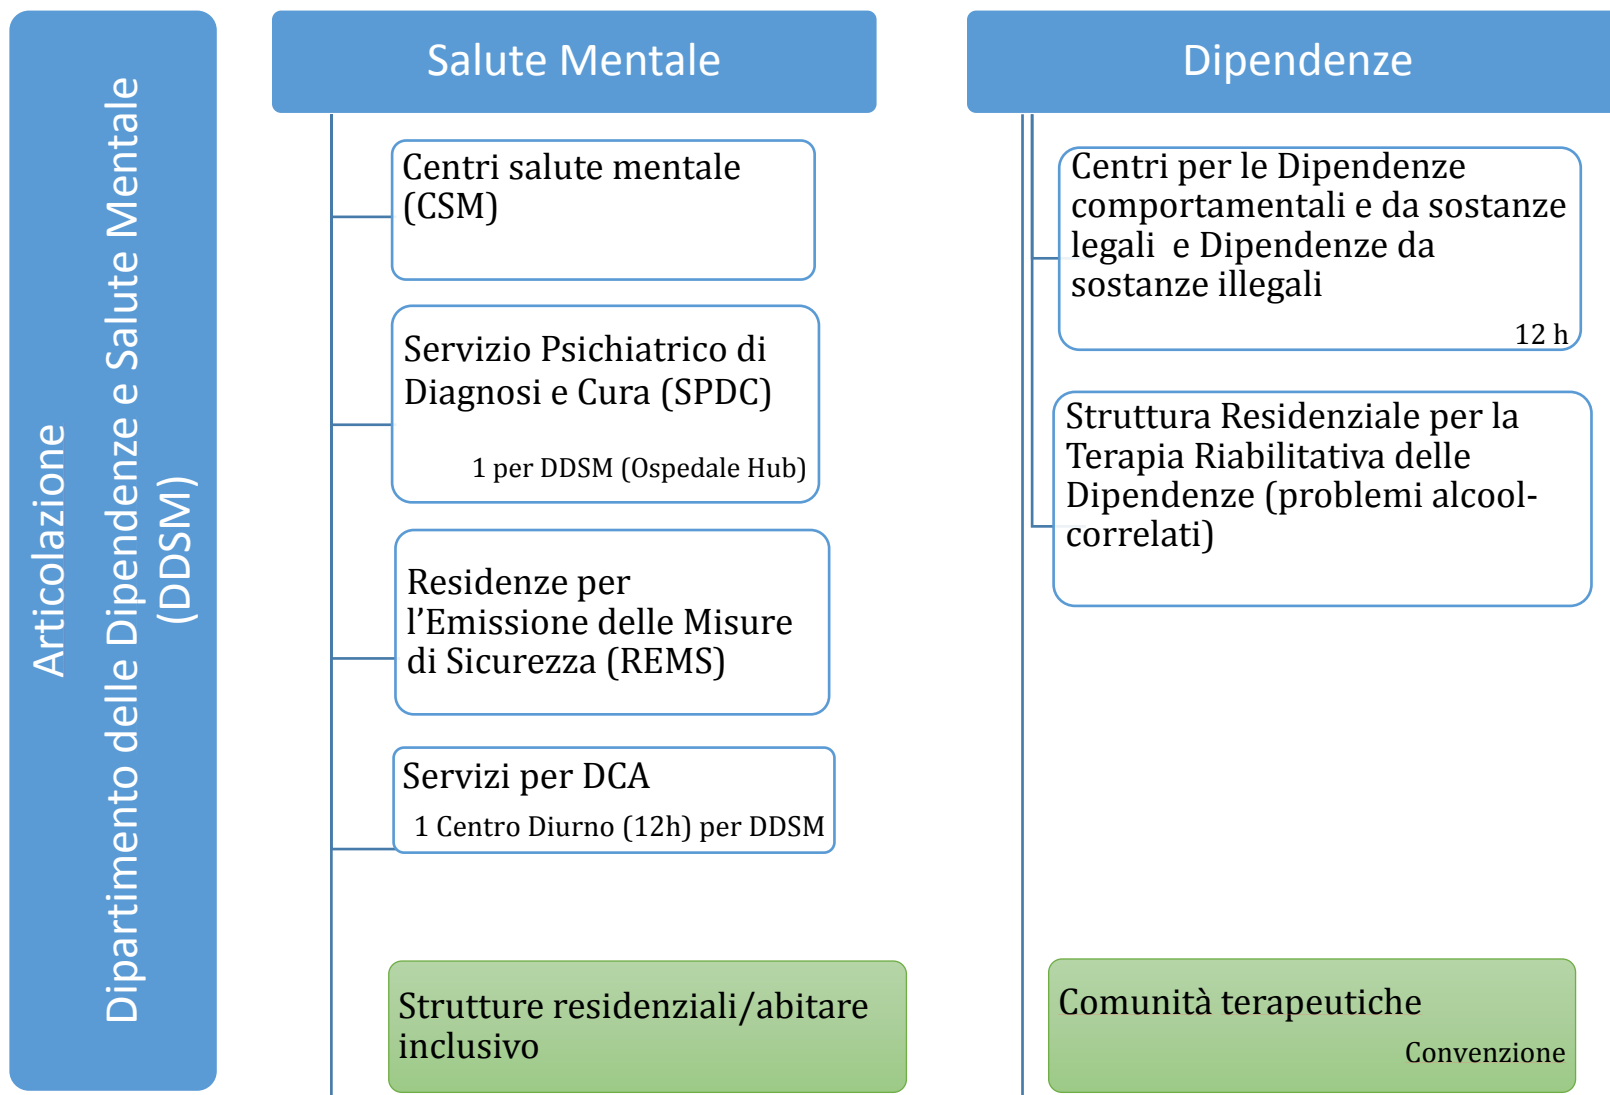 Articolazione
Dipartimento delle Dipendenze e Salute Mentale
(DDSM)
Salute Mentale
Centri salute mentale
(CSM)
Servizio Psichiatrico di
Diagnosi e Cura (SPDC)
1 per DDSM (Ospedale Hub)
Residenze per
l’Emissione delle Misure
di Sicurezza (REMS)
Servizi per DCA
1 Centro Diurno (12h) per DDSM
Strutture residenziali/abitare
inclusivo
Dipendenze
Centri per le Dipendenze
comportamentali e da sostanze
legali e Dipendenze da
sostanze illegali
12 h
Struttura Residenziale per la
Terapia Riabilitativa delle
Dipendenze (problemi alcool-
correlati)
Comunità terapeutiche
Convenzione